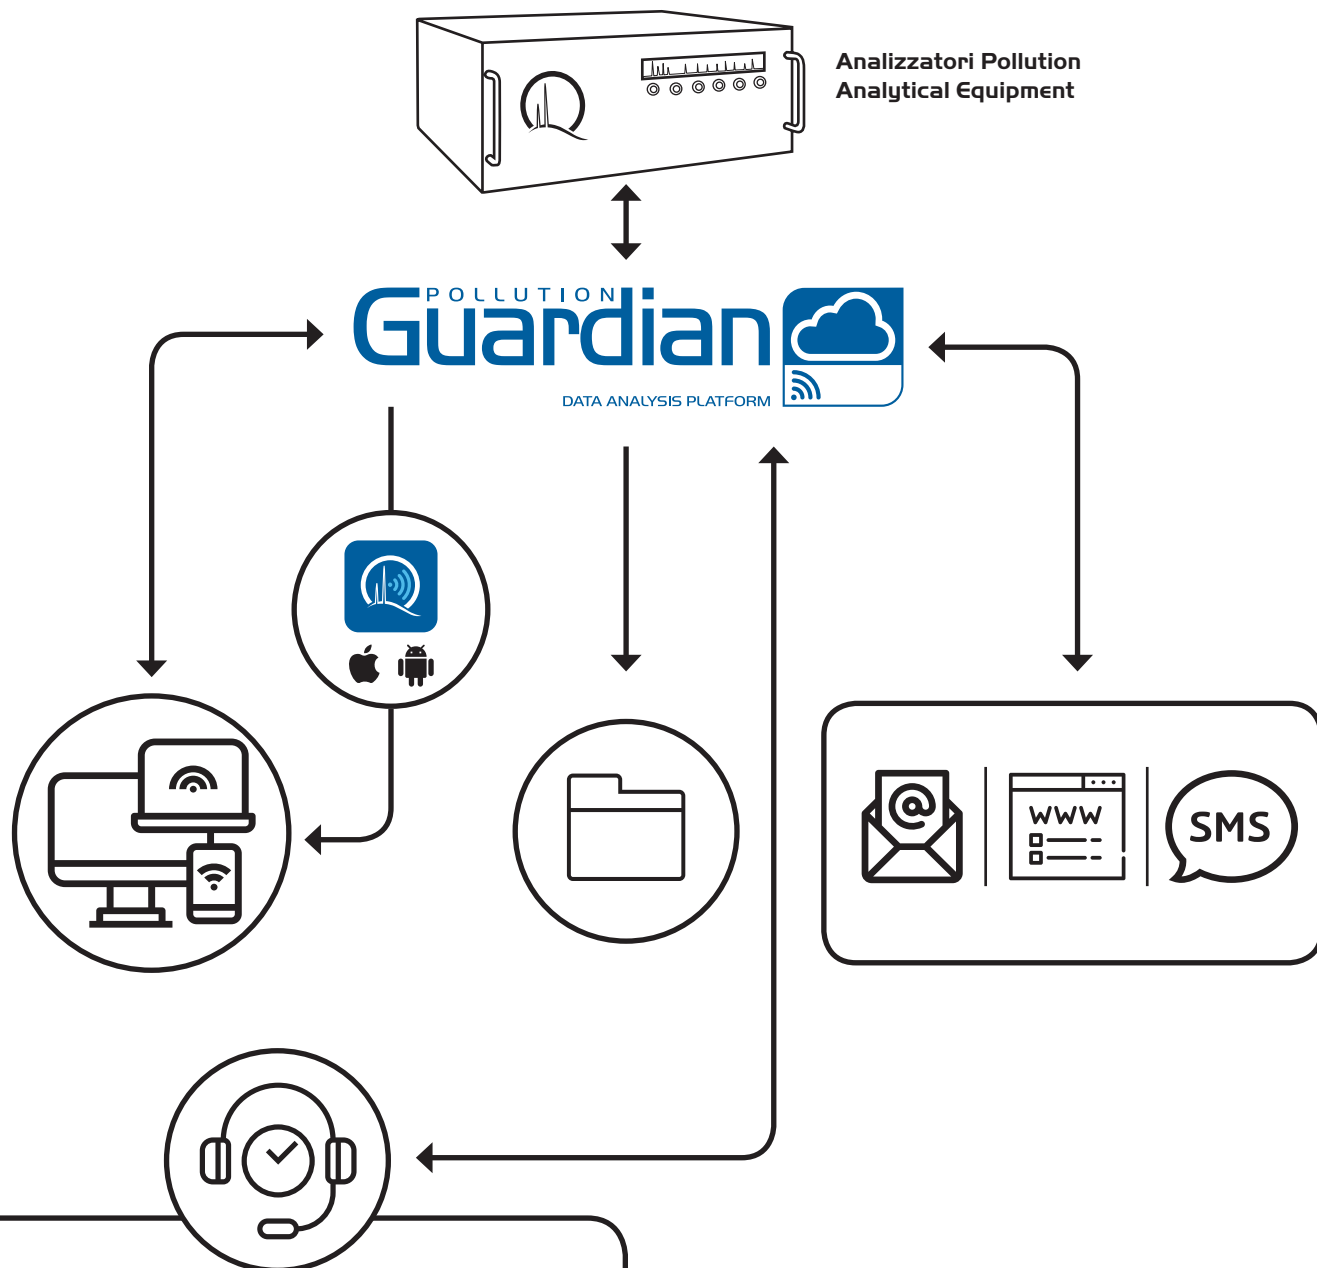 Analizzatori Pollution
Analytical Equipment
POLLUTION
Guardian
DATA ANALYSIS PLATFORM
@
WWW
SMS